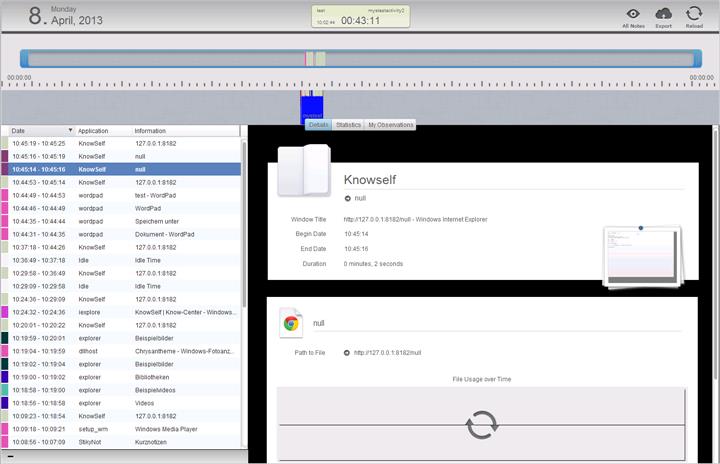 8.
Monday
April, 2013
test mystestactivity2
10:02:44 00:43:11
All Notes Export Reload
00:00:00 00:00:00
mystest
Details Statistics My Observations
Date Application Information
10:45:19 - 10:45:25 KnowSelf 127.0.0.1:8182
10:45:16 - 10:45:19 KnowSelf null
10:45:14 - 10:45:16 KnowSelf null
10:44:53 - 10:45:14 KnowSelf 127.0.0.1:8182
10:44:49 - 10:44:53 wordpad test - WordPad
10:44:46 - 10:44:49 wordpad WordPad
10:44:35 - 10:44:44 wordpad Speichern unter
10:44:31 - 10:44:35 wordpad Dokument - WordPad
10:37:18 - 10:44:26 KnowSelf 127.0.0.1:8182
10:36:49 - 10:37:18 Idle Idle Time
10:29:58 - 10:36:49 KnowSelf 127.0.0.1:8182
10:29:09 - 10:29:58 Idle Idle Time
10:24:36 - 10:29:09 KnowSelf 127.0.0.1:8182
10:24:32 - 10:24:36 iexplore KnowSelf | Know-Center - Windows...
10:20:01 - 10:20:22 KnowSelf 127.0.0.1:8182
10:19:59 - 10:20:01 explorer Beispielbilder
10:19:04 - 10:19:59 dllhost Chrysantheme - Windows-Fotoanz...
10:19:02 - 10:19:04 explorer Beispielbilder
10:19:00 - 10:19:02 explorer Bibliotheken
10:18:58 - 10:19:00 explorer Beispielvideos
10:18:56 - 10:18:58 explorer Videos
10:09:23 - 10:18:54 KnowSelf 127.0.0.1:8182
10:09:18 - 10:09:23 setup_wm Windows Media Player
10:08:56 - 10:09:18 StikyNot Kurznotizen
Knowself
null
Window Title http://127.0.0.1:8182/null - Windows Internet Explorer
Begin Date 10:45:14
End Date 10:45:16
Duration 0 minutes, 2 seconds
null
Path to File http://127.0.0.1:8182/null
File Usage over Time